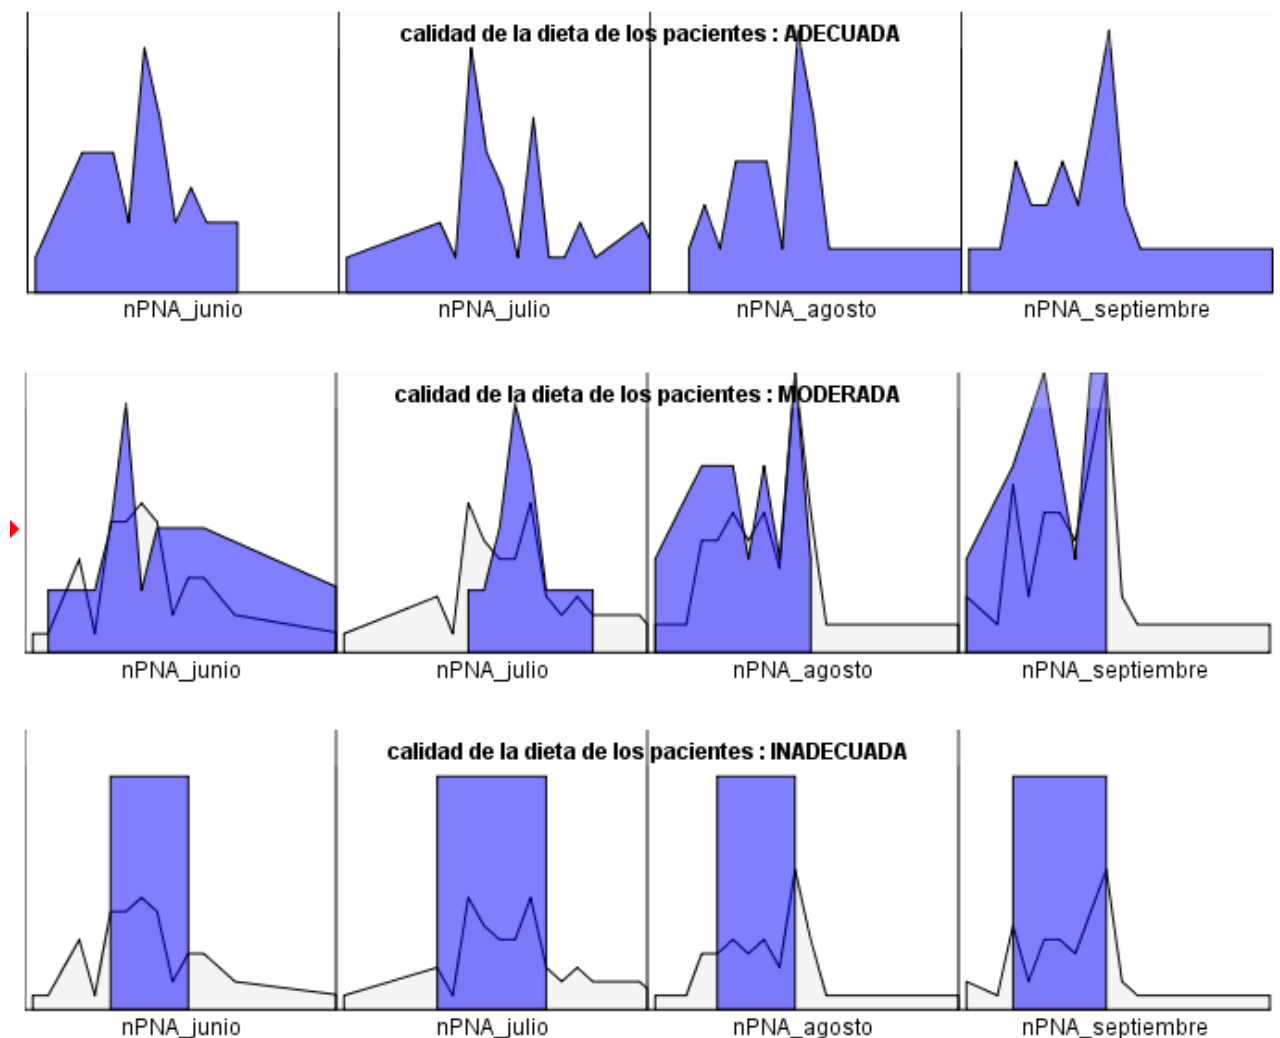 calidad de la dieta de los pacientes : ADECUADA
nPNA_junio nPNA_julio nPNA_agosto nPNA_septiembre
calidad de la dieta de los pacientes : MODERADA
nPNA_junio nPNA_julio nPNA_agosto nPNA_septiembre
calidad de la dieta de los pacientes : INADECUADA
nPNA_junio nPNA_julio nPNA_agosto nPNA_septiembre